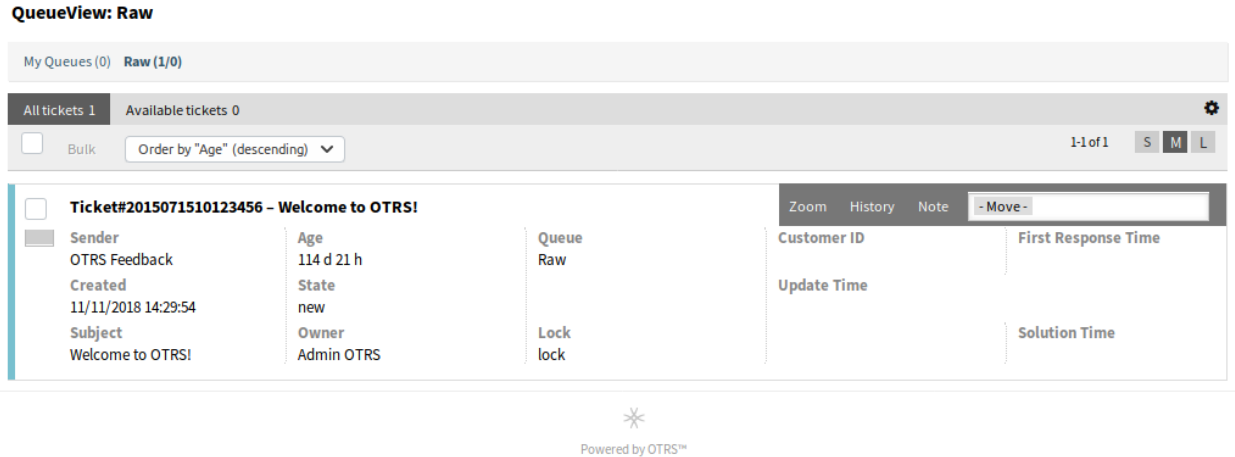 QueueView: Raw
My Queues (0) Raw (1/0)
All tickets 1 Available tickets 0
Bulk Order by "Age" (descending) 1-1 of 1 S M L
Ticket#2015071510123456 – Welcome to OTRS! Zoom History Note - Move -
Sender Age Queue Customer ID First Response Time
OTRS Feedback 114 d 21 h Raw
Created State Update Time
11/11/2018 14:29:54 new
Subject Owner Lock Solution Time
Welcome to OTRS! Admin OTRS lock
Powered by OTRS™